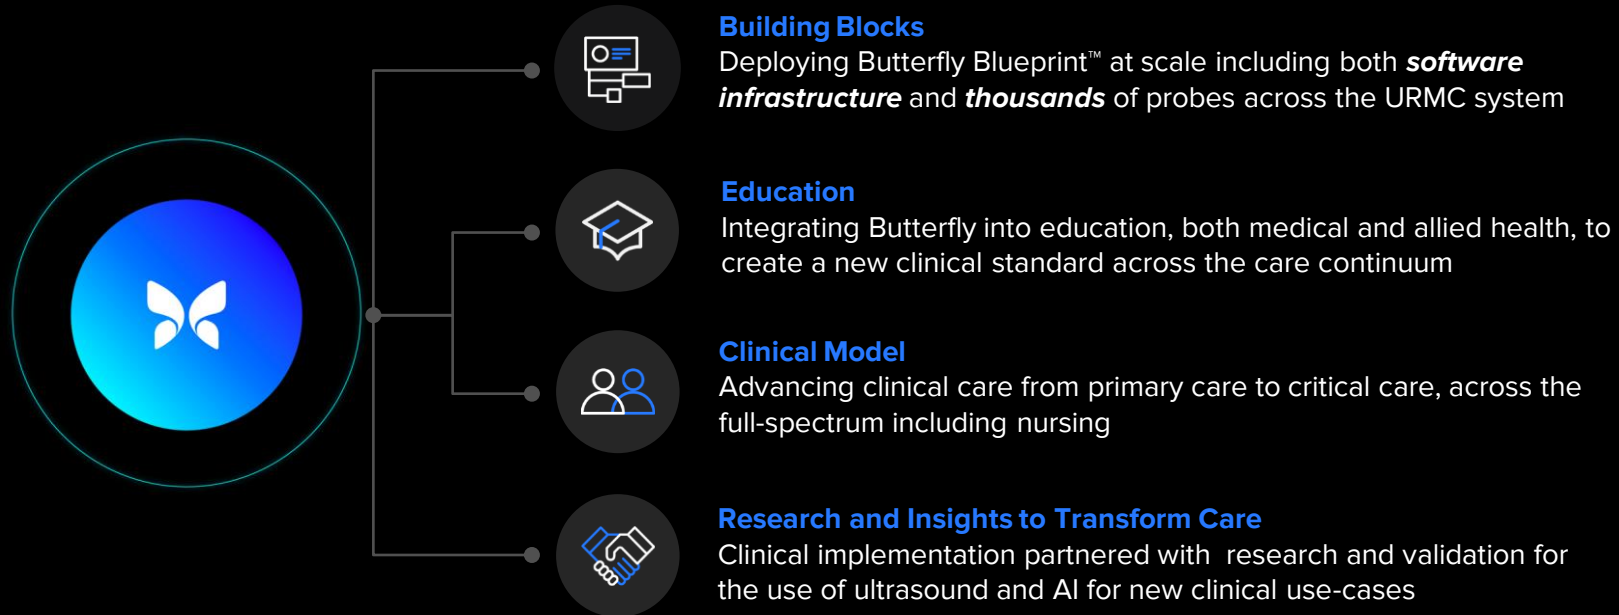 Building Blocks
Deploying Butterfly Blueprint™ at scale including both software
infrastructure and thousands of probes across the URMC system
Education
Integrating Butterfly into education, both medical and allied health, to
create a new clinical standard across the care continuum
Clinical Model
Advancing clinical care from primary care to critical care, across the
full-spectrum including nursing
Research and Insights to Transform Care
Clinical implementation partnered with research and validation for
the use of ultrasound and AI for new clinical use-cases